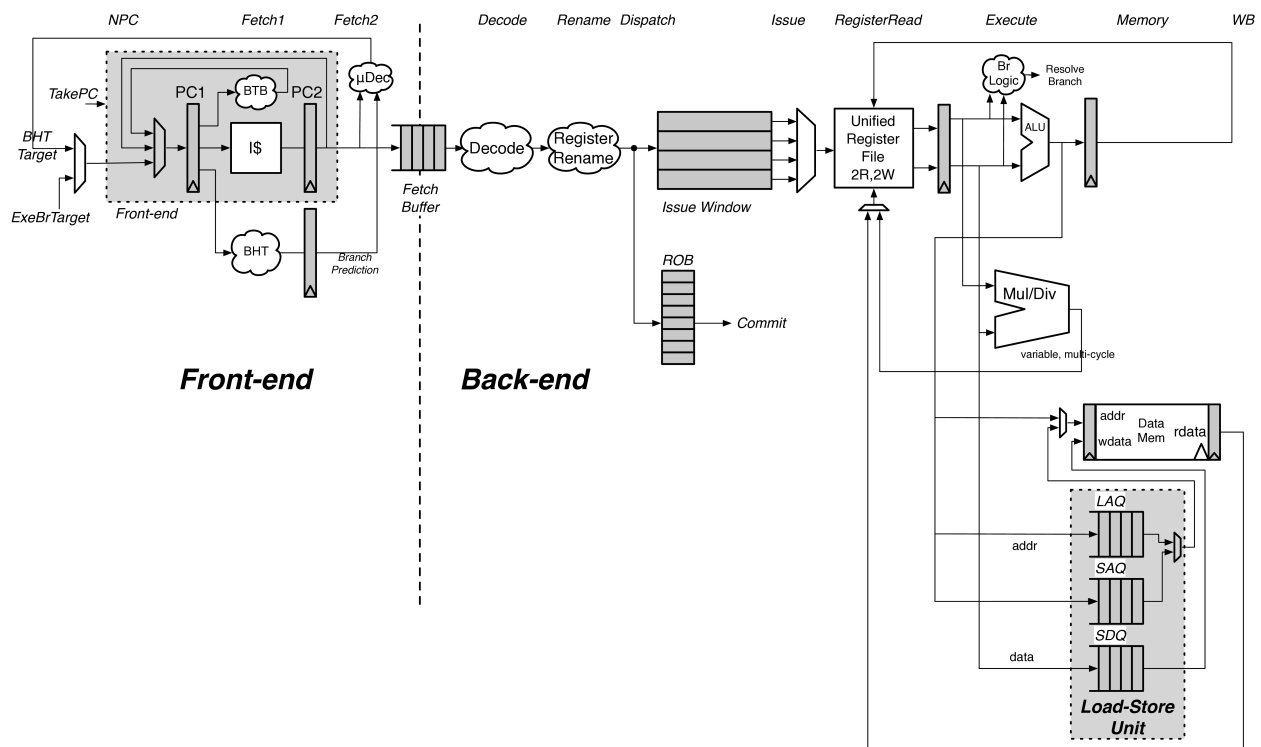 NPC
Fetch1
Fetch2
Decode
Rename
Dispatch
Issue
RegisterRead
Execute
Memory
WB
TakePC
BHT
Target
ExeBrTarget
PC1
BTB
PC2
I$
Front-end
BHT
Branch
Prediction
µDec
Fetch
Buffer
Decode
Register
Rename
Issue Window
ROB
Commit
Unified
Register
File
2R,2W
Br
Logic
Resolve
Branch
ALU
Mul/Div
variable, multi-cycle
Front-end
Back-end
addr
wdata
Data
Mem
rdata
LAQ
addr
SAQ
SDQ
data
Load-Store
Unit